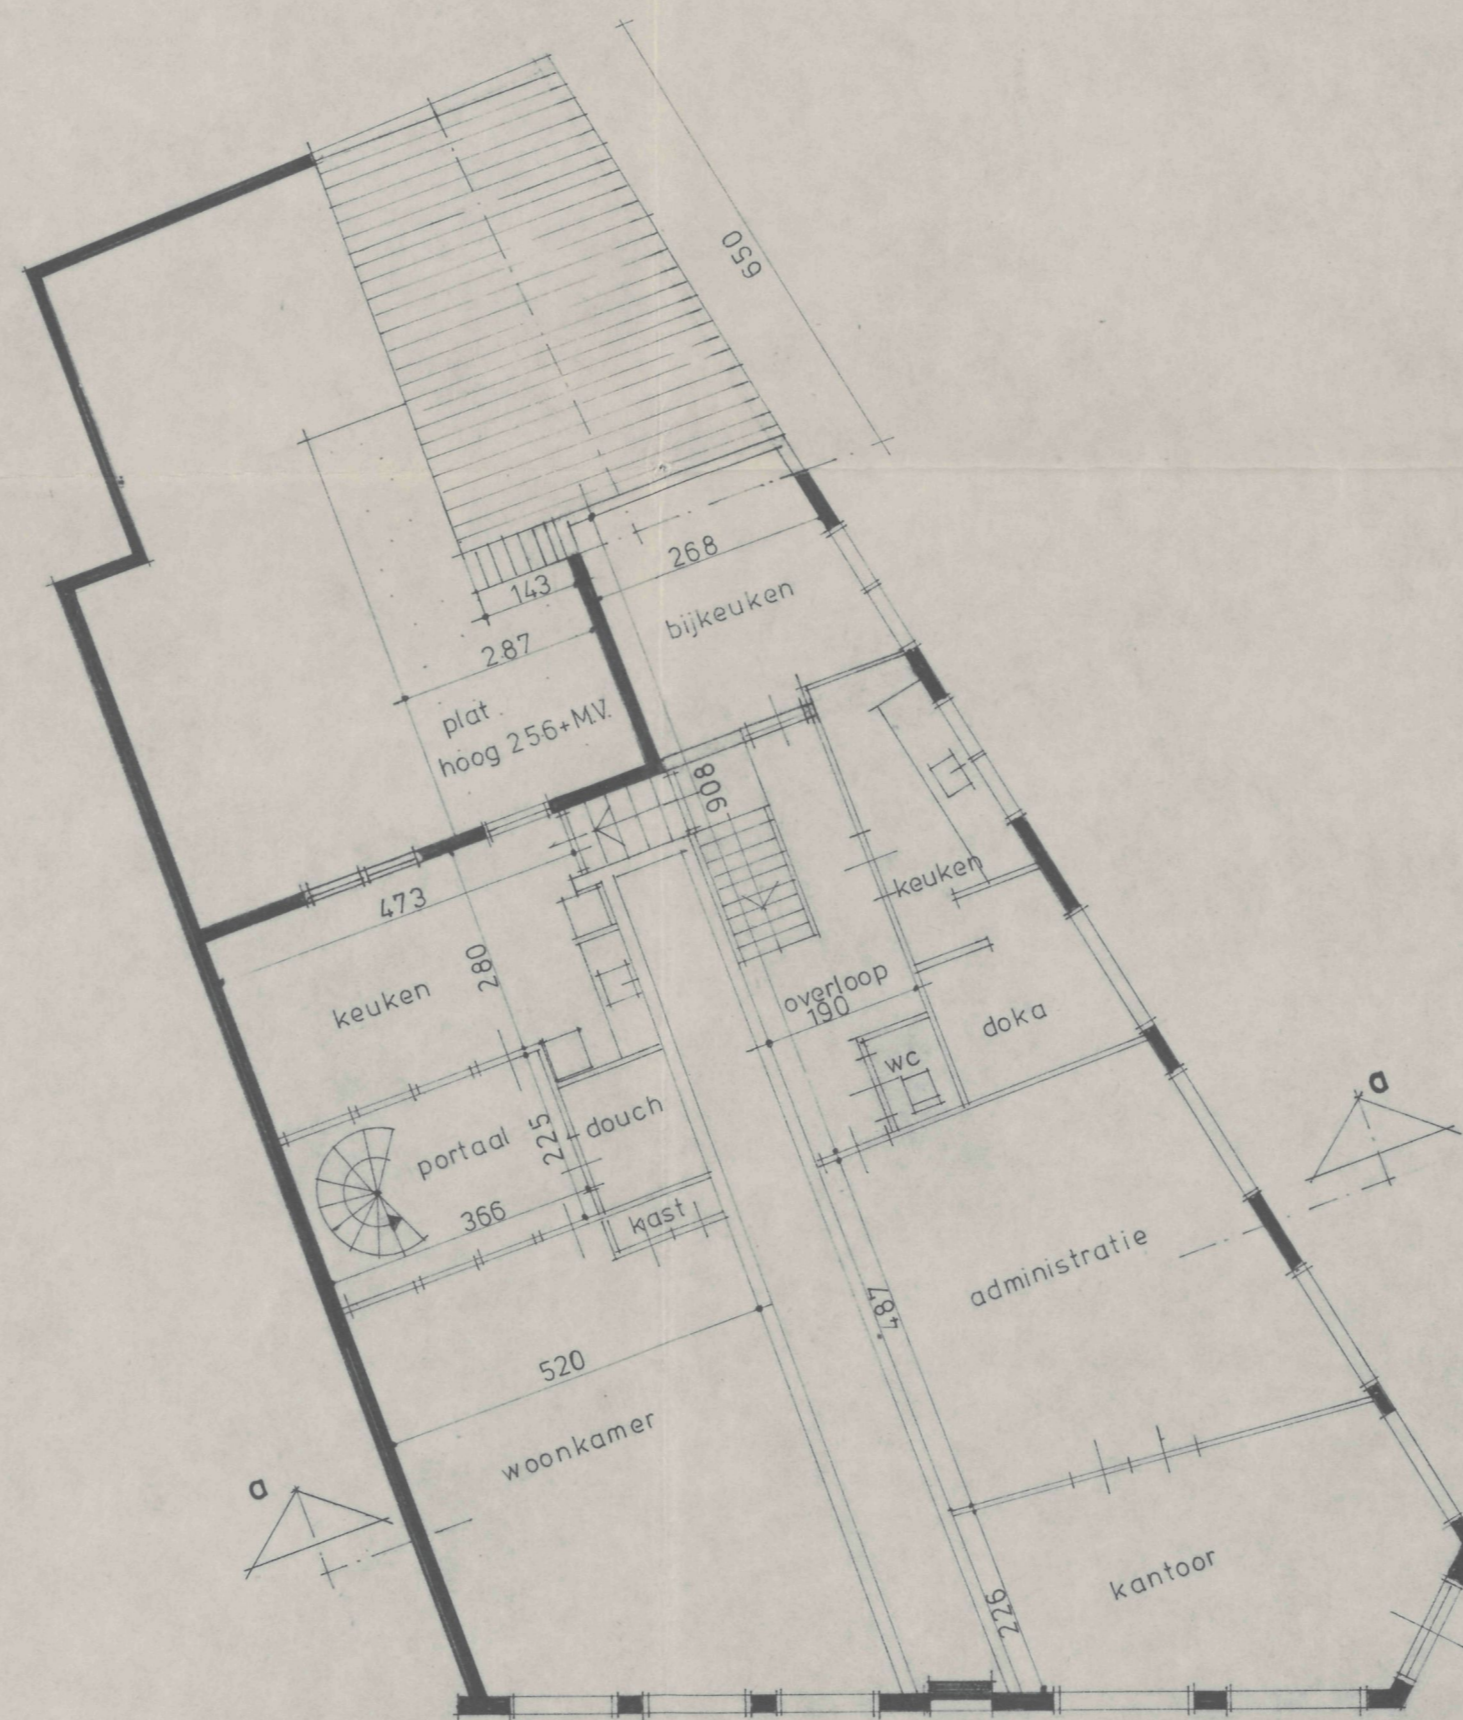 650
268
143
bijkeuken
287
plat
hoog 256+M.V.
908
473
keuken
280
keuken
overloop
190
doka
wc
a
douch
225
portaal
366
kast
administratie
487
520
woonkamer
a
kantoor
226